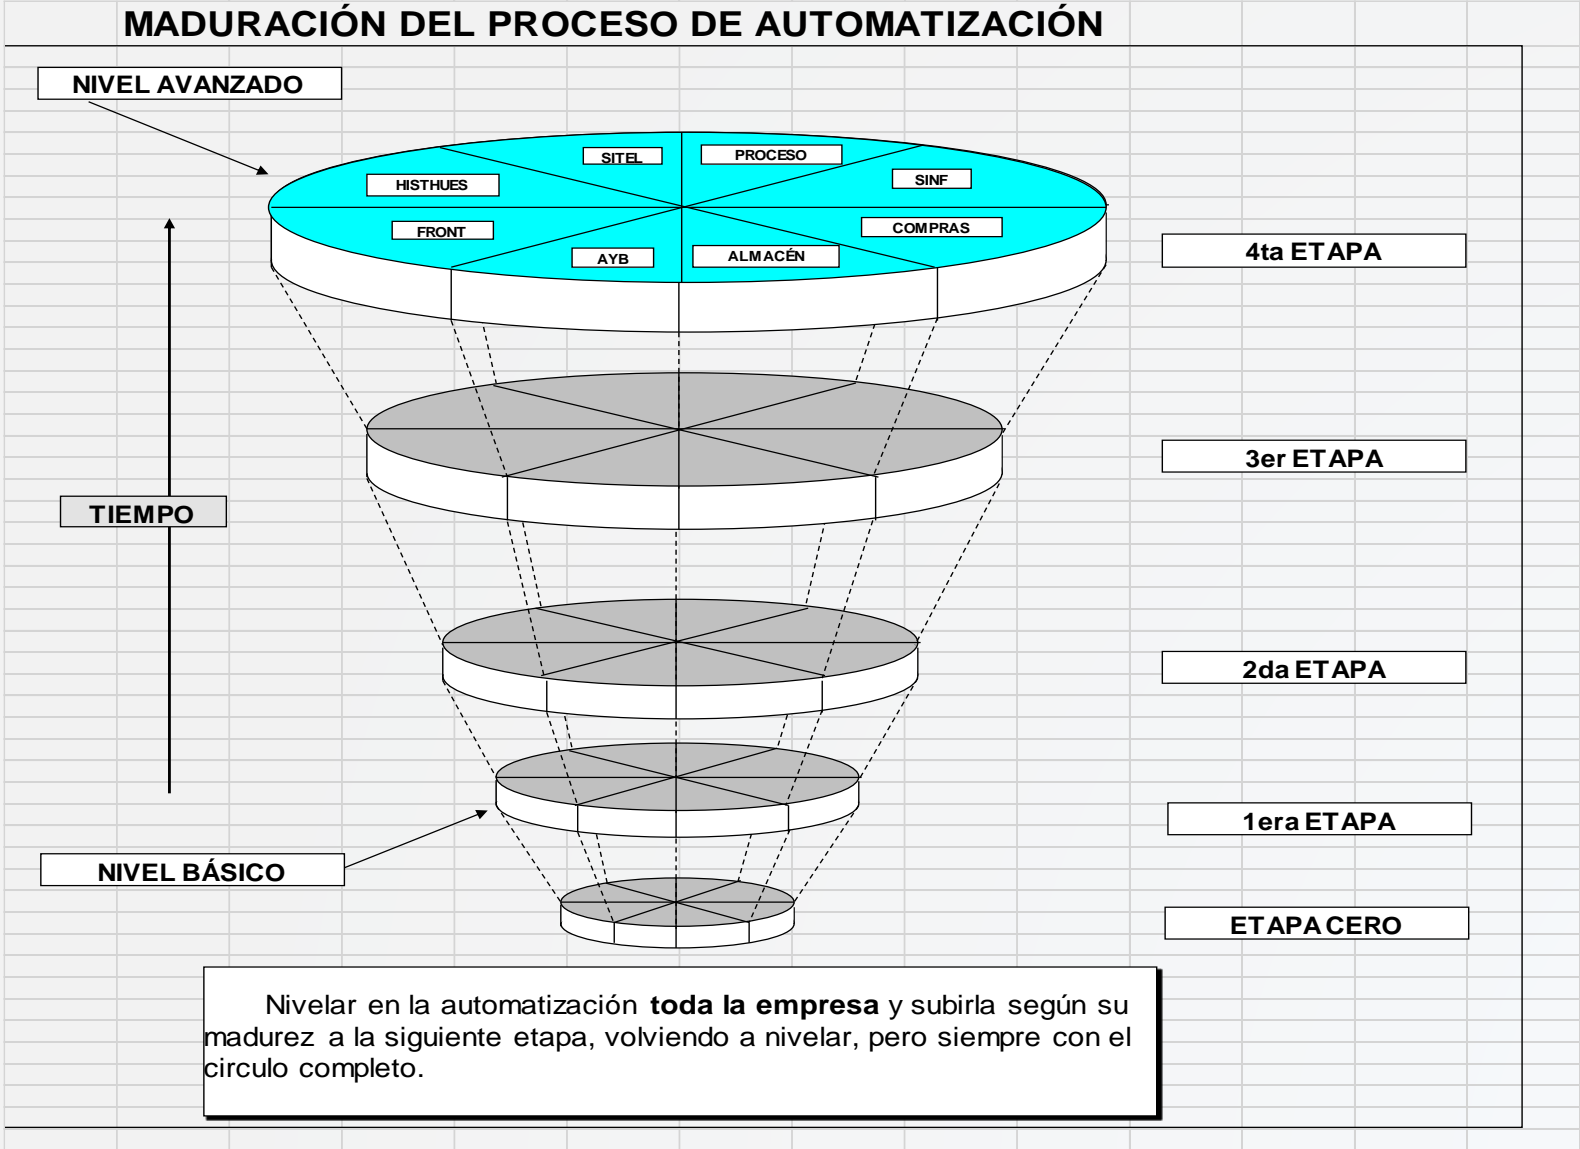 MADURACIÓN DEL PROCESO DE AUTOMATIZACIÓN
NIVEL AVANZADO
SITEL
PROCESO
HISTHUES
SINF
FRONT
COMPRAS
AYB
ALMACÉN
4ta ETAPA
3er ETAPA
TIEMPO
2da ETAPA
1era ETAPA
NIVEL BÁSICO
ETAPA CERO
Nivelar en la automatización toda la empresa y subirla según su
madurez a la siguiente etapa, volviendo a nivelar, pero siempre con el
circulo completo.